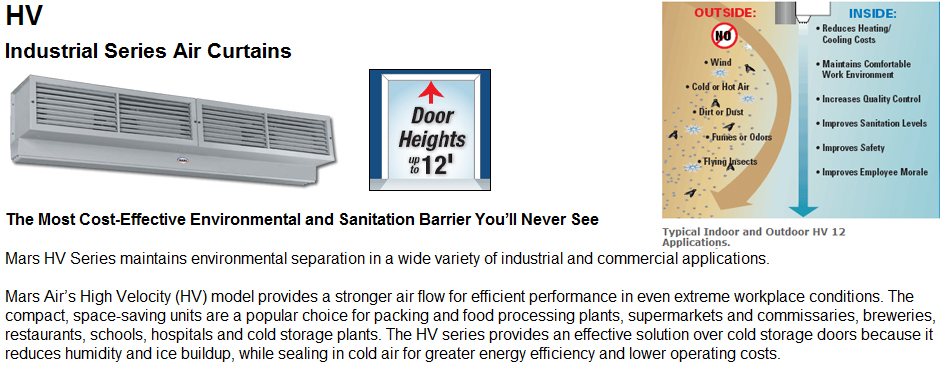 HV
Industrial Series Air Curtains
Door
Heights
up
to 12'
OUTSIDE:
NO
• Wind
• Cold or Hot Air
• Dirt or Dust
• Fumes or Odors
• Flying Insects
INSIDE:
• Reduces Heating/
Cooling Costs
• Maintains Comfortable
Work Environment
• Increases Quality Control
• Improves Sanitation Levels
• Improves Safety
• Improves Employee Morale
Typical Indoor and Outdoor HV 12
Applications.
The Most Cost-Effective Environmental and Sanitation Barrier You'll Never See
Mars HV Series maintains environmental separation in a wide variety of industrial and commercial applications.
Mars Air's High Velocity (HV) model provides a stronger air flow for efficient performance in even extreme workplace conditions. The
compact, space-saving units are a popular choice for packing and food processing plants, supermarkets and commissaries, breweries,
restaurants, schools, hospitals and cold storage plants. The HV series provides an effective solution over cold storage doors because it
reduces humidity and ice buildup, while sealing in cold air for greater energy efficiency and lower operating costs.